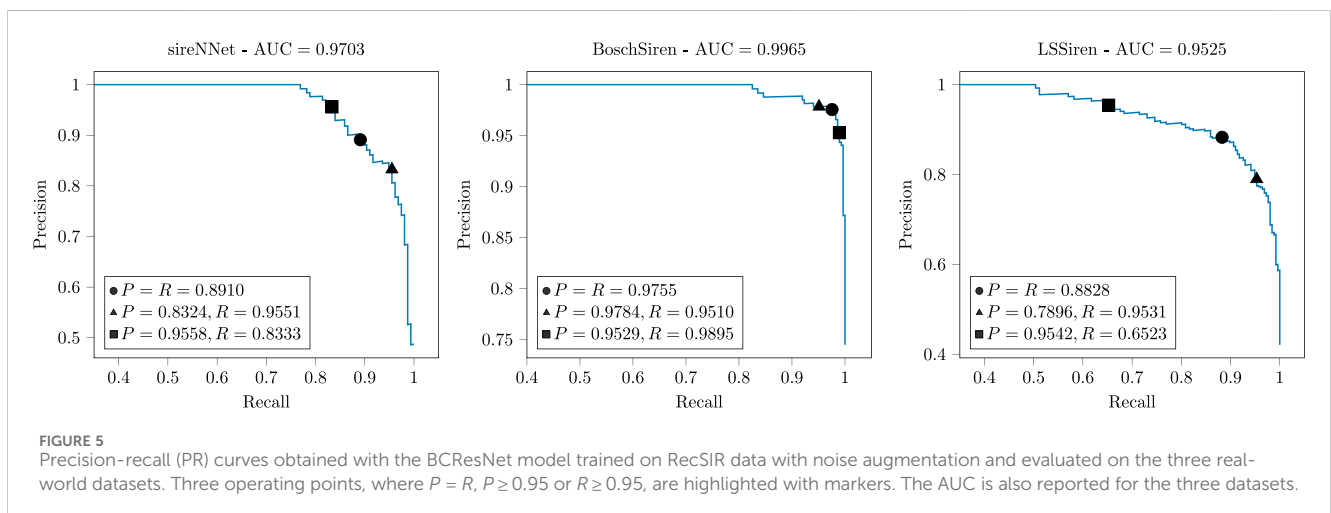 sireNNet - AUC = 0.9703
1
0.9
0.8
0.7
0.6
0.5
Precision
P = R = 0.8910
P = 0.8324, R = 0.9551
P = 0.9558, R = 0.8333
0.4 0.5 0.6 0.7 0.8 0.9 1
Recall
BoschSiren - AUC = 0.9965
1
0.95
0.9
0.85
0.8
0.75
Precision
P = R = 0.9755
P = 0.9784, R = 0.9510
P = 0.9529, R = 0.9895
0.4 0.5 0.6 0.7 0.8 0.9 1
Recall
LSSiren - AUC = 0.9525
1
0.8
0.6
0.4
Precision
P = R = 0.8828
P = 0.7896, R = 0.9531
P = 0.9542, R = 0.6523
0.4 0.5 0.6 0.7 0.8 0.9 1
Recall
FIGURE 5
Precision-recall (PR) curves obtained with the BCResNet model trained on RecSIR data with noise augmentation and evaluated on the three real-
world datasets. Three operating points, where P = R, P ≥ 0.95 or R ≥ 0.95, are highlighted with markers. The AUC is also reported for the three datasets.